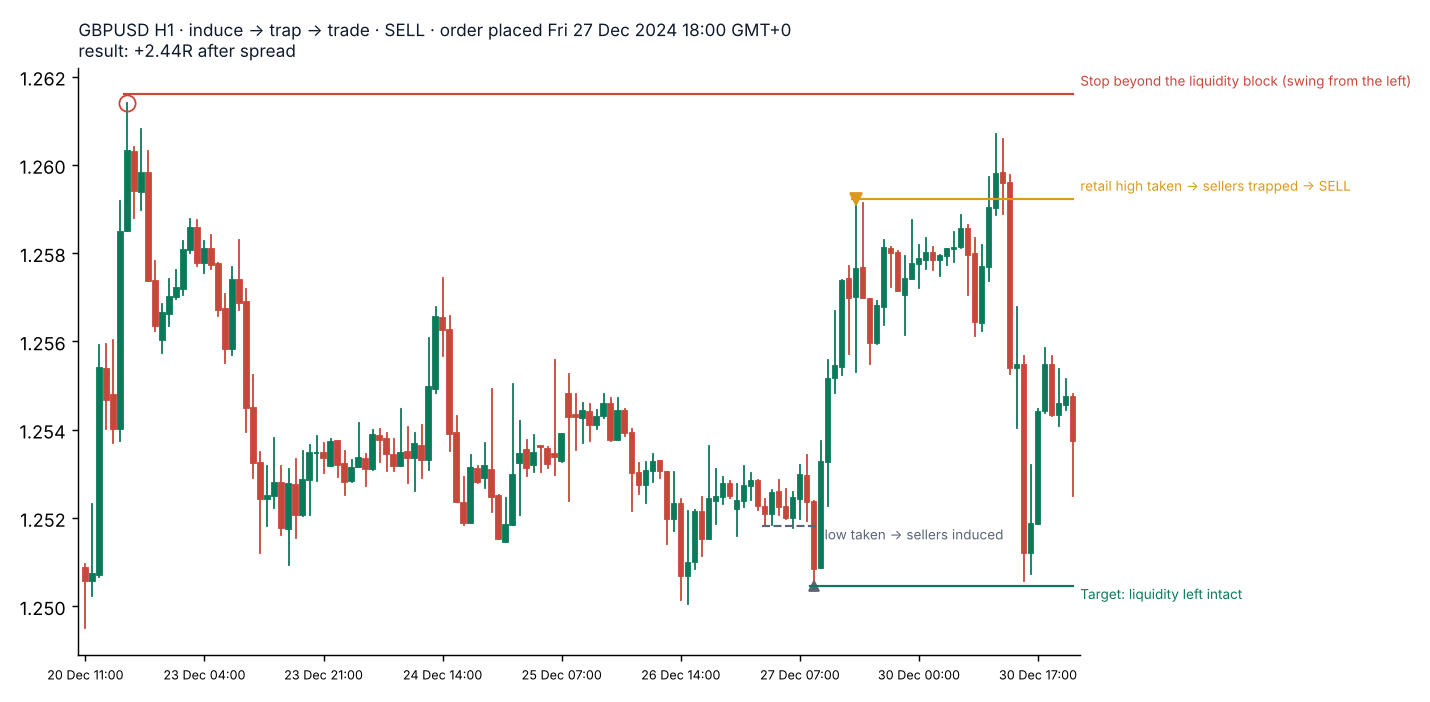 GBPUSD H1 · induce → trap → trade · SELL · order placed Fri 27 Dec 2024 18:00 GMT+0
result: +2.44R after spread
1.262
Stop beyond the liquidity block (swing from the left)
1.260
retail high taken → sellers trapped → SELL
1.258
1.256
1.254
1.252
low taken → sellers induced
Target: liquidity left intact
1.250
20 Dec 11:00 23 Dec 04:00 23 Dec 21:00 24 Dec 14:00 25 Dec 07:00 26 Dec 14:00 27 Dec 07:00 30 Dec 00:00 30 Dec 17:00